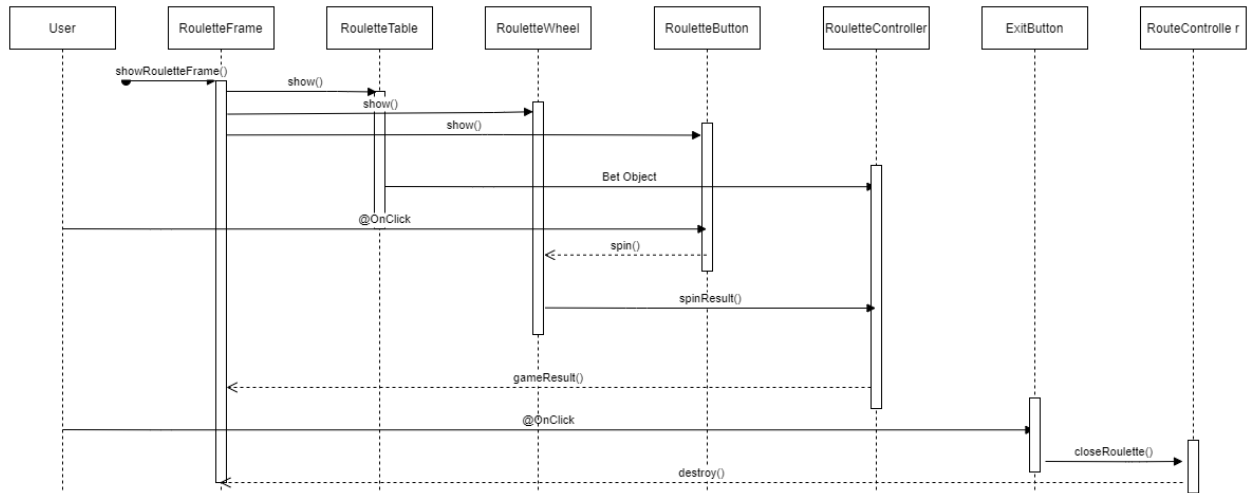 User
RouletteFrame
RouletteTable
RouletteWheel
RouletteButton
RouletteController
ExitButton
RouteControlle r
showRouletteFrame()
show()
show()
show()
Bet Object
@OnClick
spin()
spinResult()
gameResult()
@OnClick
closeRoulette()
destroy()